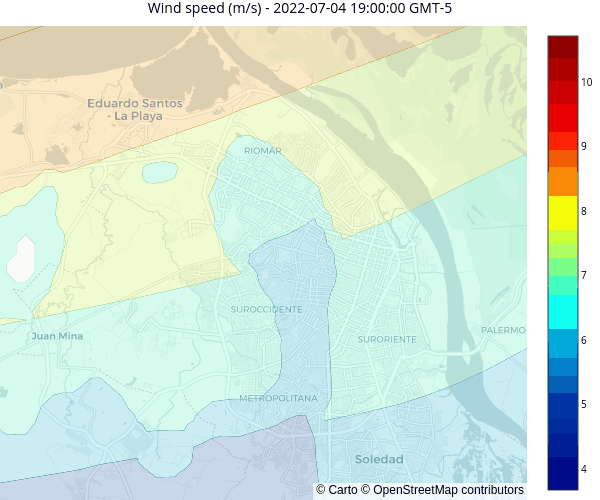 Wind speed (m/s) - 2022-07-04 19:00:00 GMT-5
10
Eduardo Santos
- La Playa
9
RIOMAR
8
7
SUROCCIDENTE
Juan Mina
SURORIENTE
PALERMO
6
METROPOLITANA
5
Soledad
4
© Carto © OpenStreetMap contributors